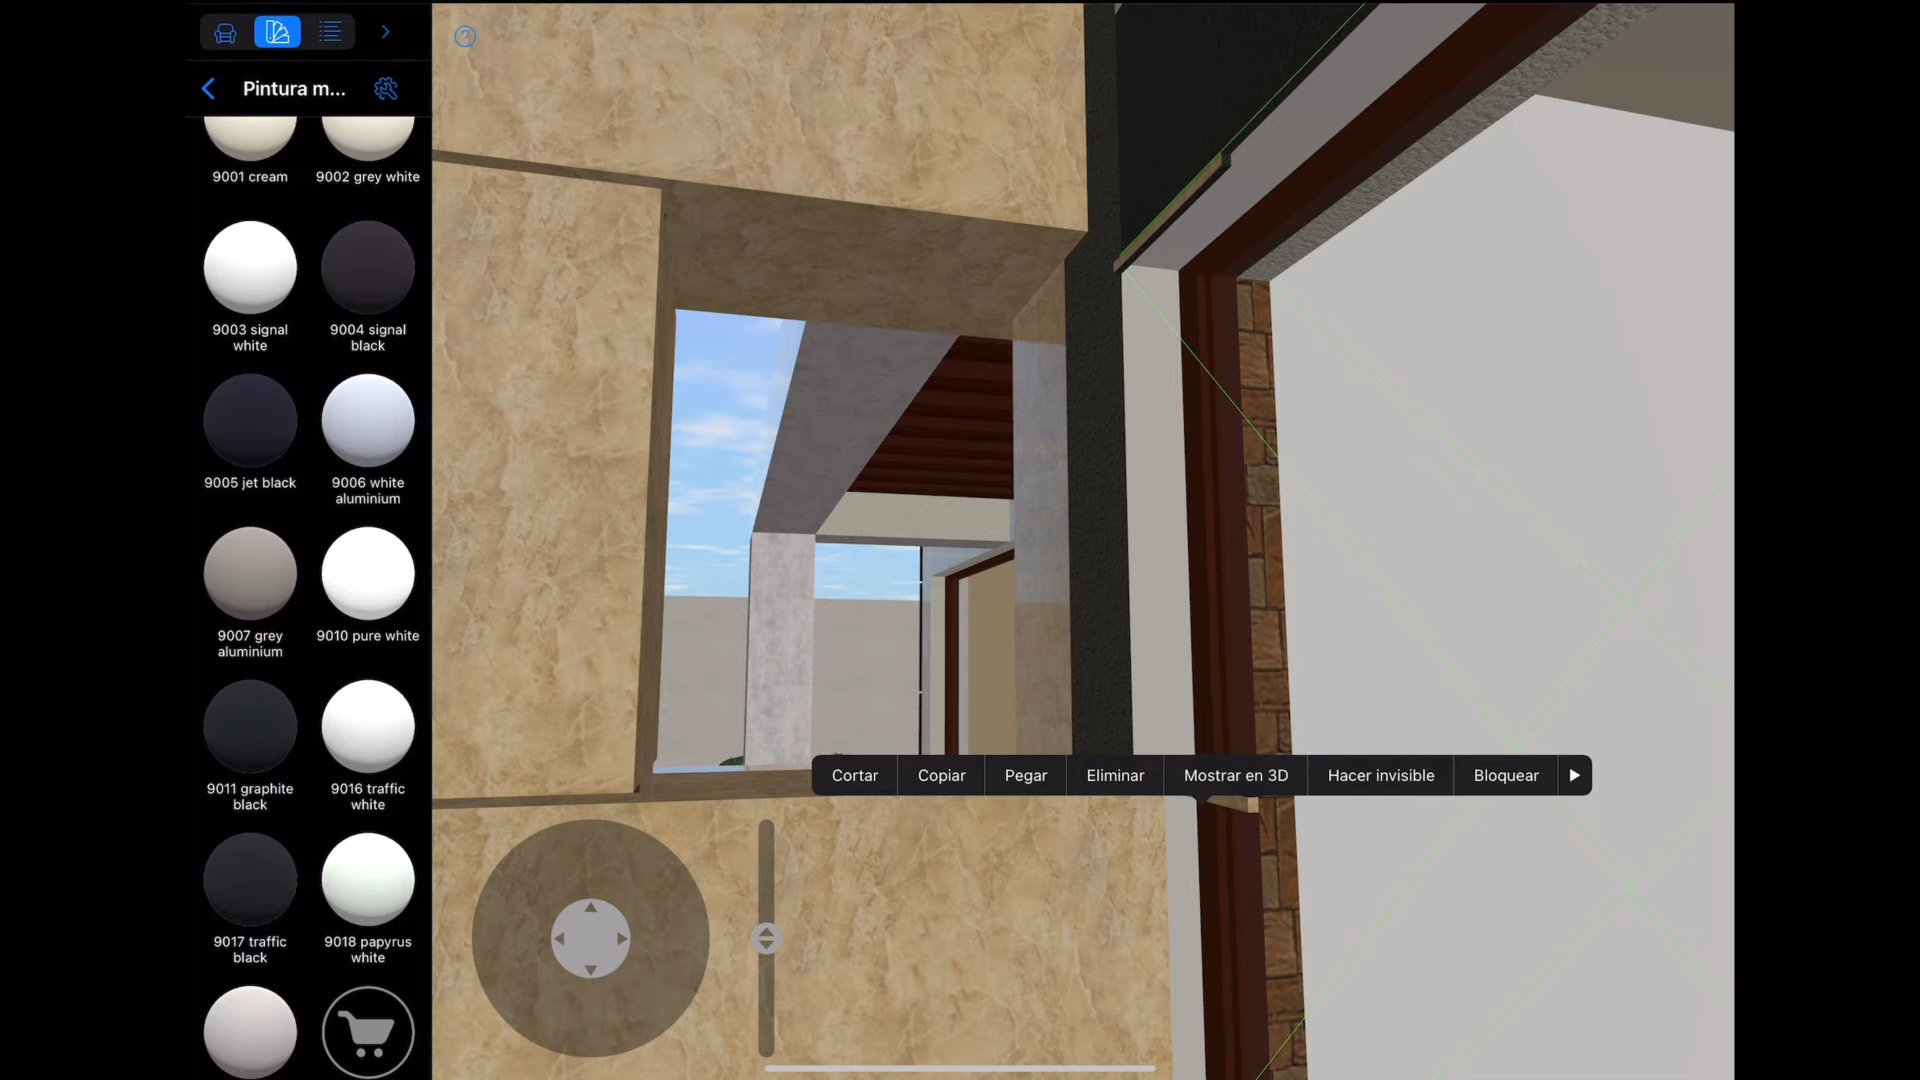 Pintura m...
9001 cream
9002 grey white
9003 signal
white
9004 signal
black
9005 jet black
9006 white
aluminium
9007 grey
aluminium
9010 pure white
9011 graphite
black
9016 traffic
white
9017 traffic
black
9018 papyrus
white
Cortar
Copiar
Pegar
Eliminar
Mostrar en 3D
Hacer invisible
Bloquear